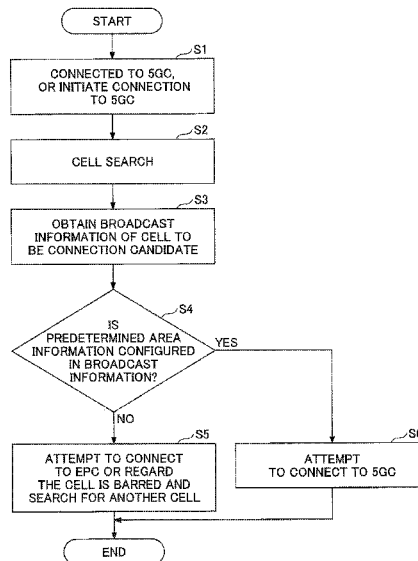 START
S1
CONNECTED TO 5GC,
OR INITIATE CONNECTION
TO 5GC
S2
CELL SEARCH
S3
OBTAIN BROADCAST
INFORMATION OF CELL TO
BE CONNECTION CANDIDATE
S4
IS
PREDETERMINED AREA
INFORMATION CONFIGURED
IN BROADCAST
INFORMATION?
YES
NO
S5
ATTEMPT TO CONNECT
TO EPC OR REGARD
THE CELL IS BARRED AND
SEARCH FOR ANOTHER CELL
ATTEMPT
TO CONNECT TO 5GC
END